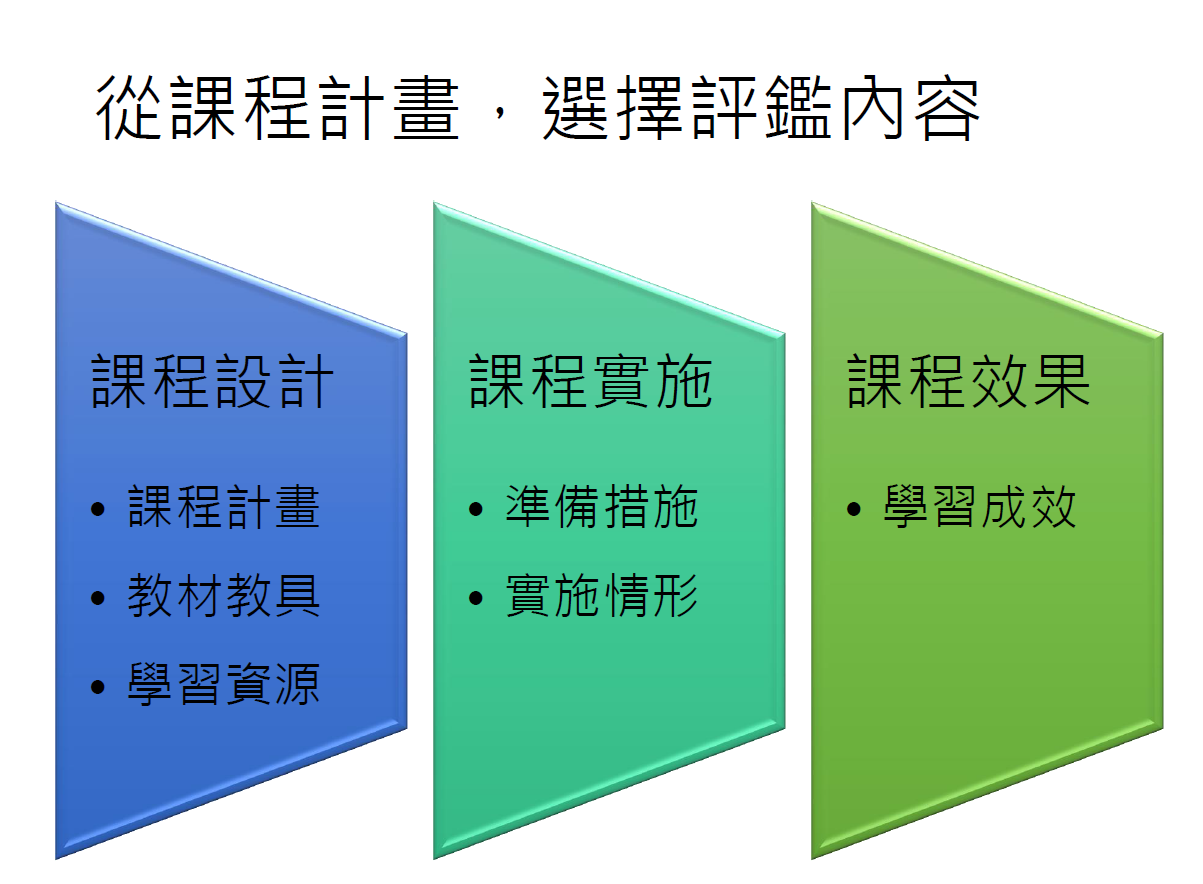 從課程計畫，選擇評鑑內容
課程設計
• 課程計畫
• 教材教具
• 學習資源
課程實施
• 準備措施
• 實施情形
課程效果
• 學習成效